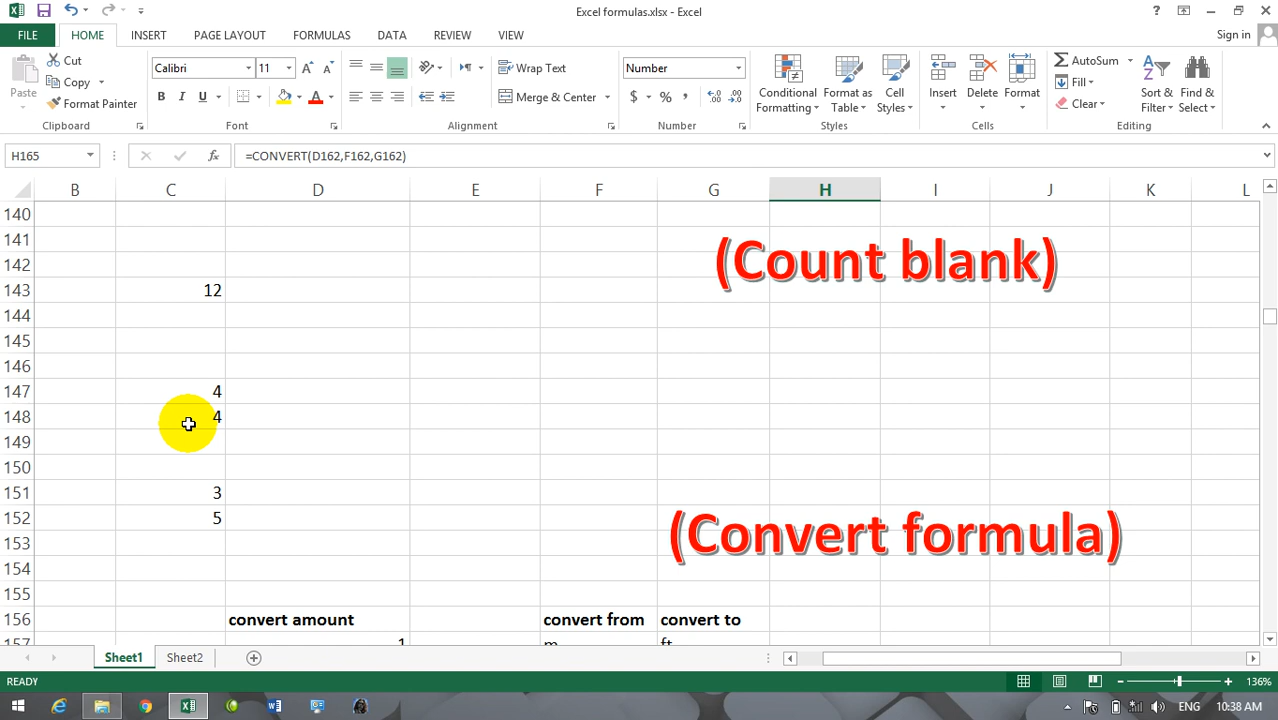 Excel formulas.xlsx - Excel
?
FILE HOME INSERT PAGE LAYOUT FORMULAS DATA REVIEW VIEW Sign in
Paste Cut Copy Format Painter Clipboard
Calibri 11 A A B I U A Font
Wrap Text Merge & Center Alignment
Number $ % , .0 .00 Number
Conditional Formatting Format as Table Cell Styles Styles
Insert Delete Format Cells
AutoSum Fill Clear Sort & Filter Find & Select Editing
H165 fx =CONVERT(D162,F162,G162)
B C D E F G H I J K L
140
141
(Count blank)
142
143 12
144
145
146
147 4
148 4
149
150
151 3
152 5
(Convert formula)
153
154
155
156 convert amount convert from convert to
157 1 m ft
Sheet1 Sheet2
READY 136%
ENG 10:38 AM